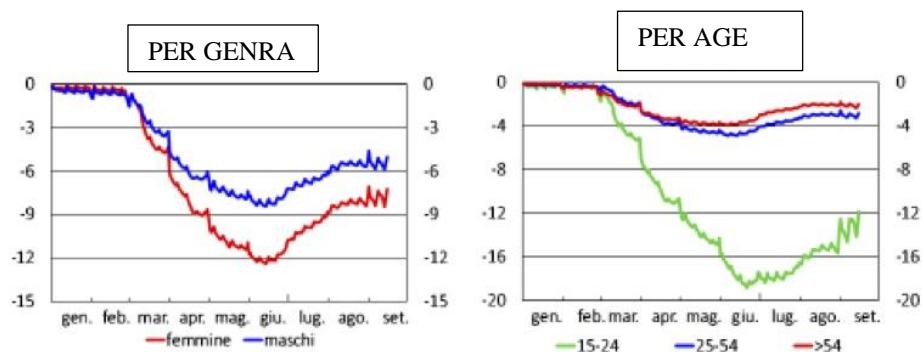 PER GENRA
0 0
-3 -3
-6 -6
-9 -9
-12 -12
-15 -15
gen. feb. mar. apr. mag. giu. lug. ago. set.
femmine maschi
PER AGE
0 0
-4 -4
-8 -8
-12 -12
-16 -16
-20 -20
gen. feb. mar. apr. mag. giu. lug. ago. set.
15-24 25-54 >54